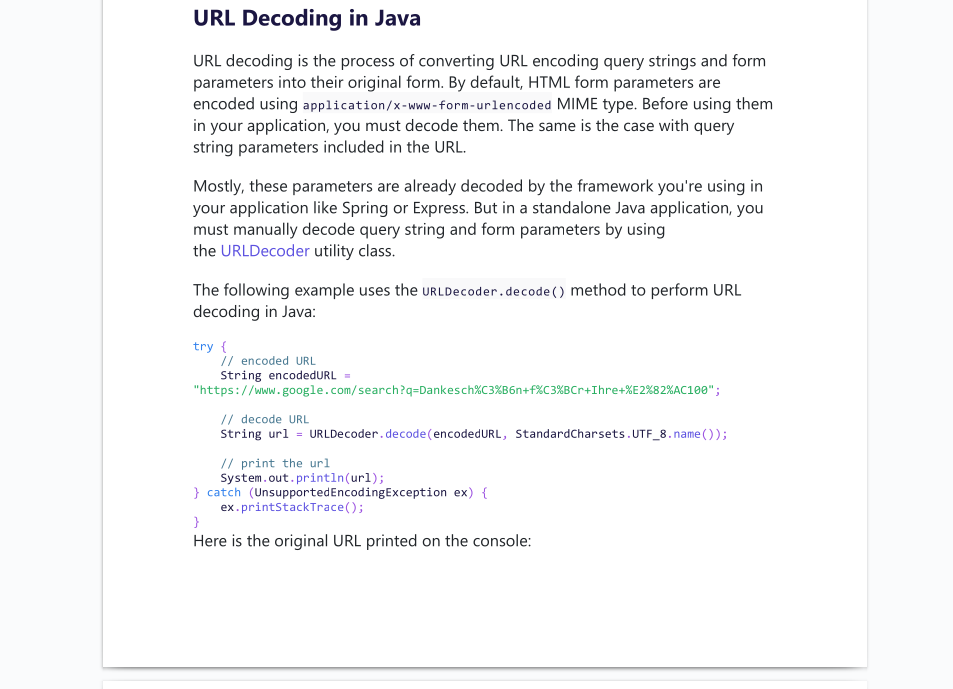 URL Decoding in Java
URL decoding is the process of converting URL encoding query strings and form
parameters into their original form. By default, HTML form parameters are
encoded using application/x-www-form-urlencoded MIME type. Before using them
in your application, you must decode them. The same is the case with query
string parameters included in the URL.
Mostly, these parameters are already decoded by the framework you're using in
your application like Spring or Express. But in a standalone Java application, you
must manually decode query string and form parameters by using
the URLDecoder utility class.
The following example uses the URLDecoder.decode() method to perform URL
decoding in Java:
try {
    // encoded URL
    String encodedURL =
"https://www.google.com/search?q=Dankesch%C3%B6n+f%C3%BCr+Ihre+%E2%82%AC100";
    // decode URL
    String url = URLDecoder.decode(encodedURL, StandardCharsets.UTF_8.name());
    // print the url
    System.out.println(url);
} catch (UnsupportedEncodingException ex) {
    ex.printStackTrace();
}
Here is the original URL printed on the console: